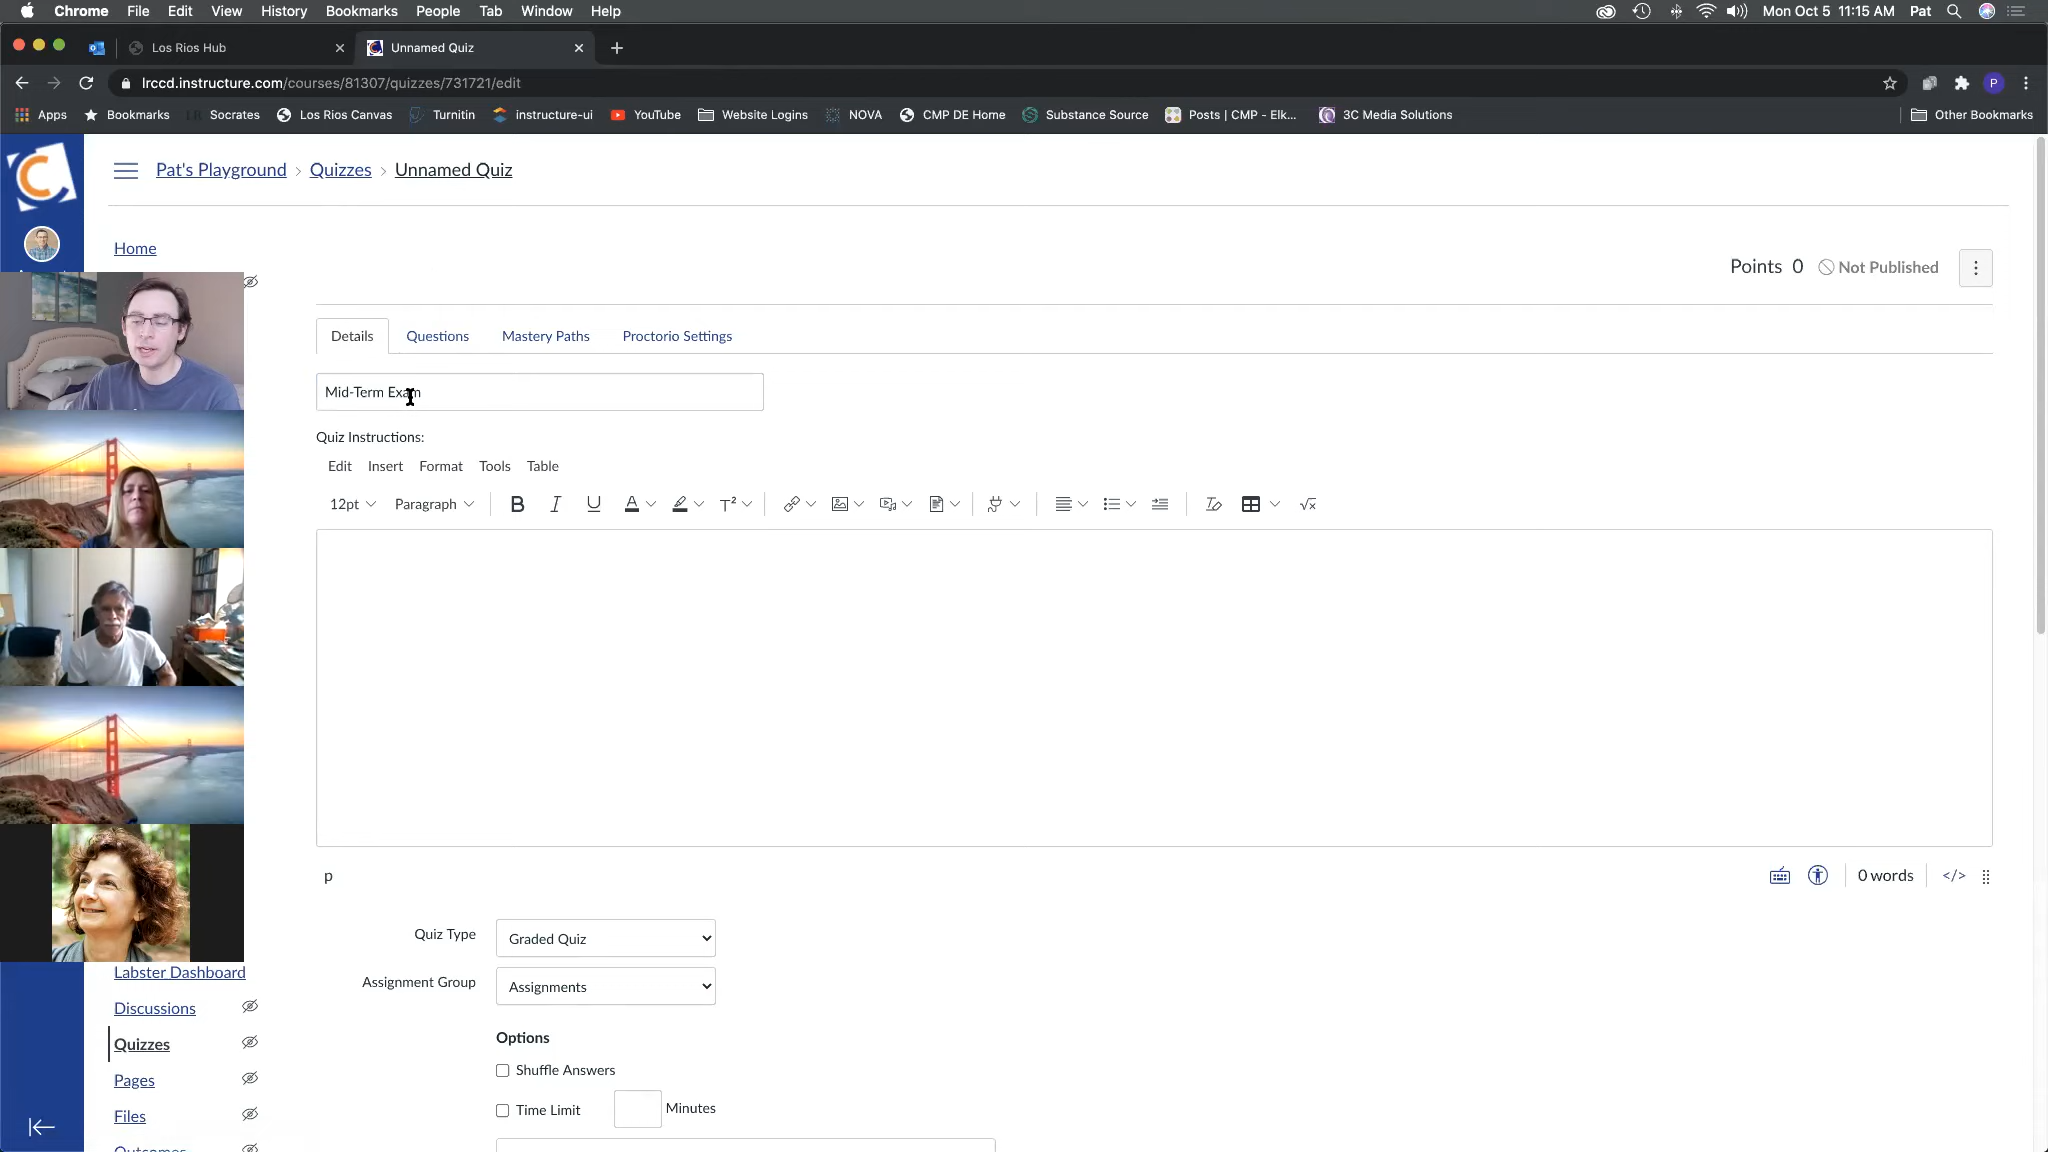 Chrome File Edit View History Bookmarks People Tab Window Help Mon Oct 5 11:15 AM Pat
Los Rios Hub Unnamed Quiz
lrccd.instructure.com/courses/81307/quizzes/731721/edit P
Apps Bookmarks Socrates Los Rios Canvas Turnitin instructure-ui YouTube Website Logins NOVA CMP DE Home Substance Source Posts | CMP - Elk... 3C Media Solutions Other Bookmarks
Pat's Playground > Quizzes > Unnamed Quiz
Home
Points 0 Not Published
Details Questions Mastery Paths Proctorio Settings
Mid-Term Exam
Quiz Instructions:
Edit Insert Format Tools Table
12pt Paragraph B I U A T² √x
p
0 words </>
Quiz Type Graded Quiz
Assignment Group Assignments
Labster Dashboard
Discussions
Quizzes
Pages
Files
Outcomes
Options
Shuffle Answers
Time Limit Minutes